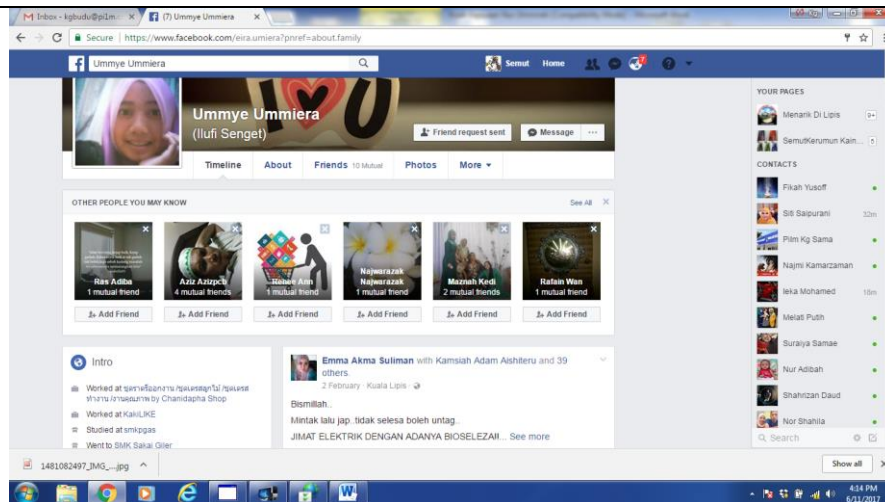 Inbox - kgbudu@pi1m.c
(7) Ummye Ummiera
Secure | https://www.facebook.com/eira.umiera?pnref=about.family
Ummye Ummiera
Semut Home
7
Ummye Ummiera
(Ilufi Senget)
I U
Friend request sent
Message
Timeline About Friends 10 Mutual Photos More
OTHER PEOPLE YOU MAY KNOW
See All
Ras Adiba
1 mutual friend
Add Friend
Aziz Azizpcb
4 mutual friends
Add Friend
Renee Ann
1 mutual friend
Add Friend
Najwarazak
Najwarazak
1 mutual friend
Add Friend
Maznah Kedi
2 mutual friends
Add Friend
Rafain Wan
1 mutual friend
Add Friend
Intro
Worked at
by Chanidapha Shop
Worked at KakiLIKE
Studied at smkpgas
Went to SMK Sakai Giler
Emma Akma Suliman with Kamsiah Adam Aishiteru and 39
others.
2 February · Kuala Lipis ·
Bismillah..
Mintak lalu jap..tidak selesa boleh untag..
JIMAT ELEKTRIK DENGAN ADANYA BIOSELEZA!!!... See more
YOUR PAGES
Menarik Di Lipis 9+
SemutKerumun Kain... 6
CONTACTS
Fikah Yusoff
Siti Saipurani 32m
Pi1m Kg Sama
Najmi Kamarzaman
Ieka Mohamed 18m
Melati Putih
Suraiya Samae
Nur Adibah
Shahrizan Daud
Nor Shahila
Search
1481082497_IMG_....jpg
Show all
4:14 PM
6/11/2017